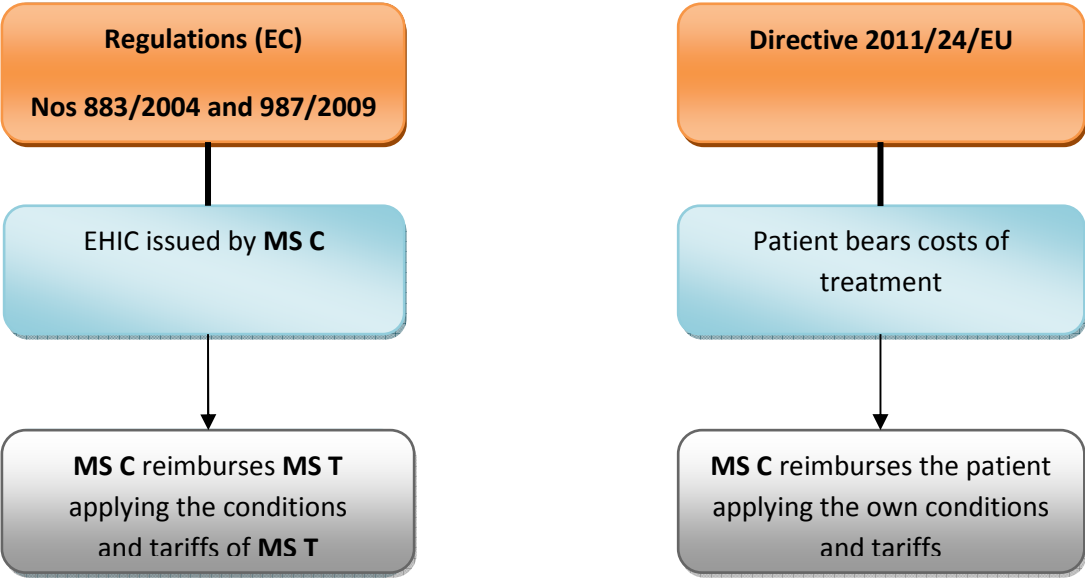 Regulations (EC)
Nos 883/2004 and 987/2009
EHIC issued by MS C
MS C reimburses MS T
applying the conditions
and tariffs of MS T
Directive 2011/24/EU
Patient bears costs of
treatment
MS C reimburses the patient
applying the own conditions
and tariffs